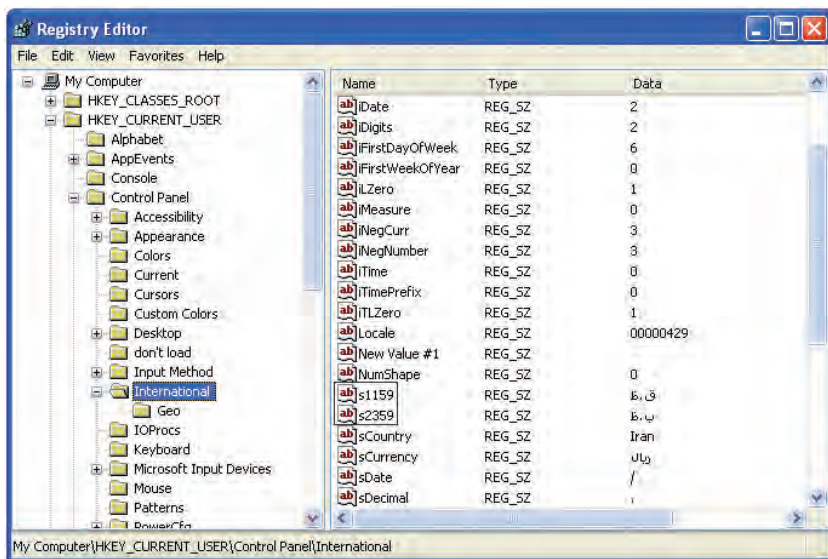 Registry Editor
File Edit View Favorites Help
My Computer
HKEY_CLASSES_ROOT
HKEY_CURRENT_USER
Alphabet
AppEvents
Console
Control Panel
Accessibility
Appearance
Colors
Current
Cursors
Custom Colors
Desktop
don't load
Input Method
International
Geo
IOProcs
Keyboard
Microsoft Input Devices
Mouse
Patterns
PowerCfg
Name Type Data
iDate REG_SZ 2
iDigits REG_SZ 2
iFirstDayOfWeek REG_SZ 6
iFirstWeekOfYear REG_SZ 0
iLZero REG_SZ 1
iMeasure REG_SZ 0
iNegCurr REG_SZ 3
iNegNumber REG_SZ 3
iTime REG_SZ 0
iTimePrefix REG_SZ 0
iTLZero REG_SZ 1
Locale REG_SZ 00000429
New Value #1 REG_SZ
NumShape REG_SZ 0
s1159 REG_SZ ق.ظ
s2359 REG_SZ ب.ظ
sCountry REG_SZ Iran
sCurrency REG_SZ ريال
sDate REG_SZ /
sDecimal REG_SZ
My Computer\HKEY_CURRENT_USER\Control Panel\International